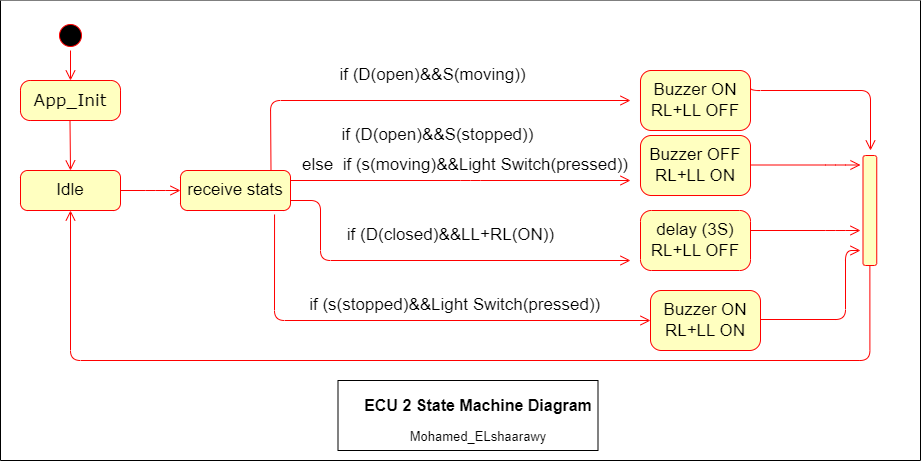 if (D(open)&&S(moving))
Buzzer ON
RL+LL OFF
App_Init
if (D(open)&&S(stopped))
else  if (s(moving)&&Light Switch(pressed))
Buzzer OFF
RL+LL ON
Idle
receive stats
if (D(closed)&&LL+RL(ON))
delay (3S)
RL+LL OFF
if (s(stopped)&&Light Switch(pressed))
Buzzer ON
RL+LL ON
ECU 2 State Machine Diagram
Mohamed_ELshaarawy